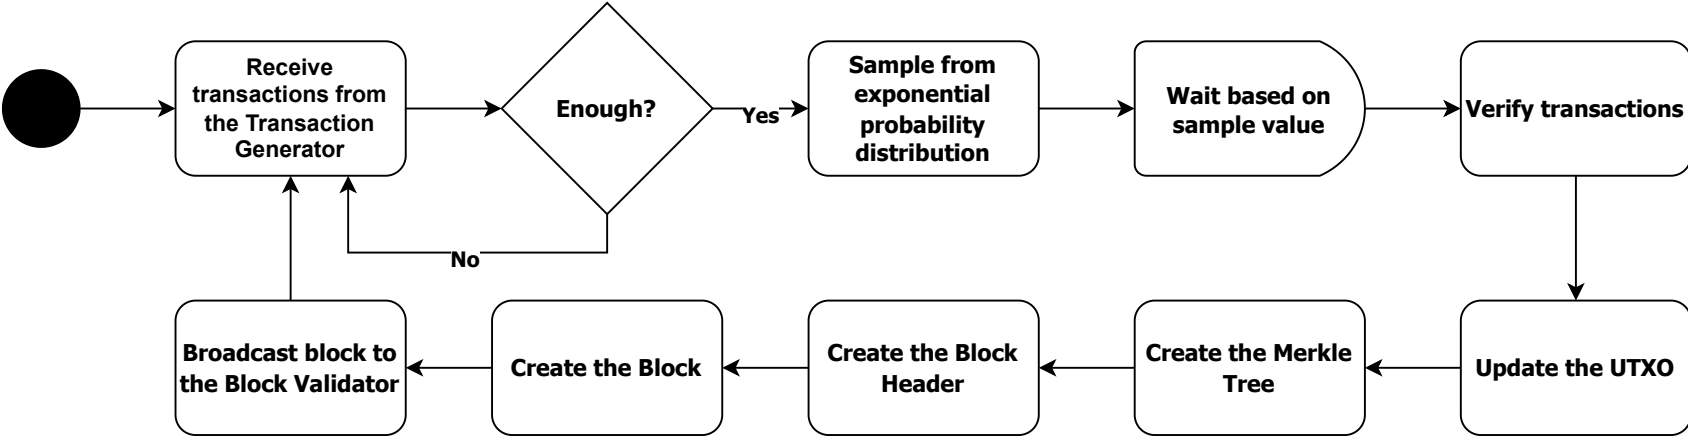 Receive
transactions from
the Transaction
Generator
Enough?
Yes
Sample from
exponential
probability
distribution
Wait based on
sample value
Verify transactions
No
Update the UTXO
Create the Merkle
Tree
Create the Block
Header
Create the Block
Broadcast block to
the Block Validator